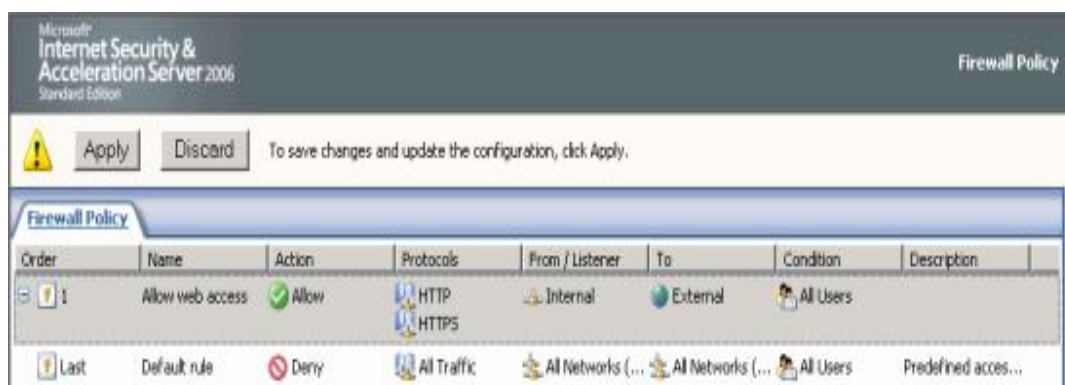 Microsoft®
Internet Security &
Acceleration Server 2006
Standard Edition
Firewall Policy
Apply Discard To save changes and update the configuration, click Apply.
Firewall Policy
Order Name Action Protocols From / Listener To Condition Description
1 Allow web access Allow HTTP Internal External All Users
HTTPS
Last Default rule Deny All Traffic All Networks (... All Networks (... All Users Predefined acces...